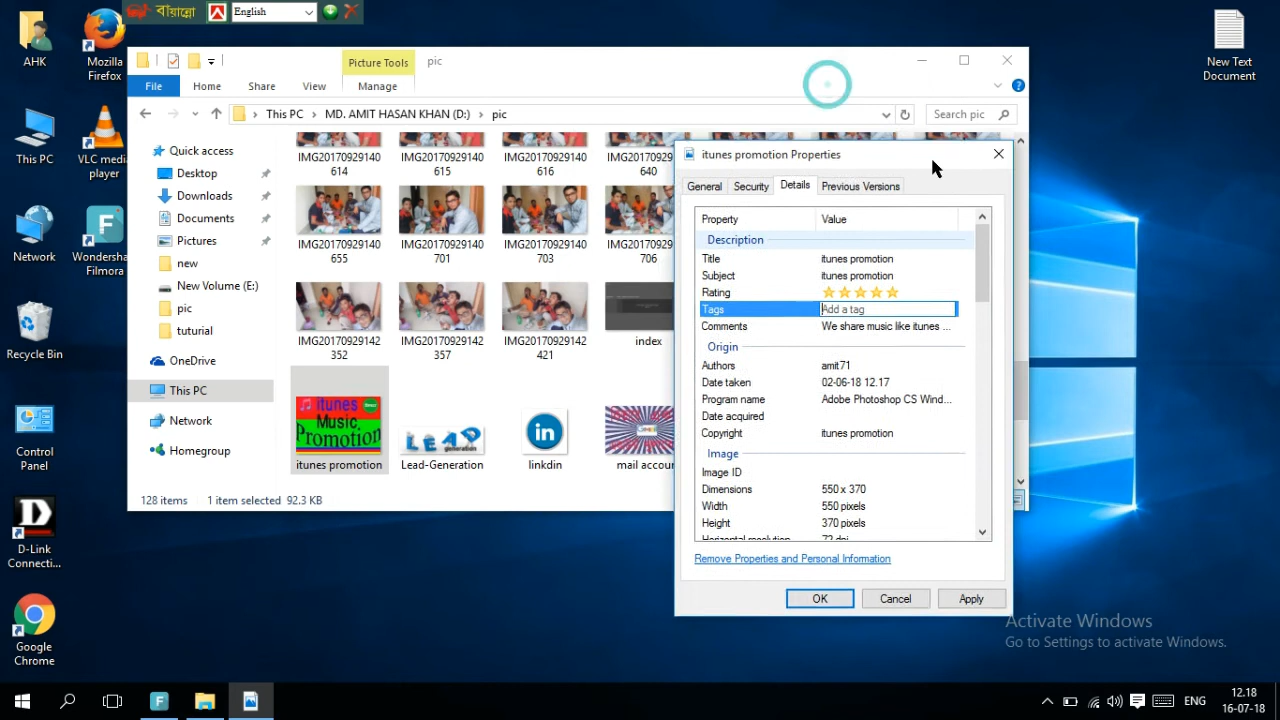 বায়ান্নো
English
AHK
Mozilla
Firefox
This PC
VLC media
player
Network
Wondersha
Filmora
Recycle Bin
Control
Panel
D-Link
Connecti...
Google
Chrome
New Text
Document
Picture Tools
pic
File
Home
Share
View
Manage
This PC
MD. AMIT HASAN KHAN (D:)
pic
Search pic
Quick access
Desktop
Downloads
Documents
Pictures
new
New Volume (E:)
pic
tuturial
OneDrive
This PC
Network
Homegroup
IMG20170929140
614
IMG20170929140
615
IMG20170929140
616
IMG20170929
640
IMG20170929140
655
IMG20170929140
701
IMG20170929140
703
IMG20170929
706
IMG20170929142
352
IMG20170929142
357
IMG20170929142
421
index
itunes
Music
Promotion
itunes promotion
LEAD
generation
Lead-Generation
in
linkdin
mail accour
128 items
1 item selected 92.3 KB
itunes promotion Properties
General
Security
Details
Previous Versions
Property Value
Description
Title itunes promotion
Subject itunes promotion
Rating
Tags Add a tag
Comments We share music like itunes ...
Origin
Authors amit71
Date taken 02-06-18 12.17
Program name Adobe Photoshop CS Wind...
Date acquired
Copyright itunes promotion
Image
Image ID
Dimensions 550 x 370
Width 550 pixels
Height 370 pixels
Horizontal resolution 72 dpi
Remove Properties and Personal Information
OK
Cancel
Apply
Activate Windows
Go to Settings to activate Windows.
ENG
12.18
16-07-18